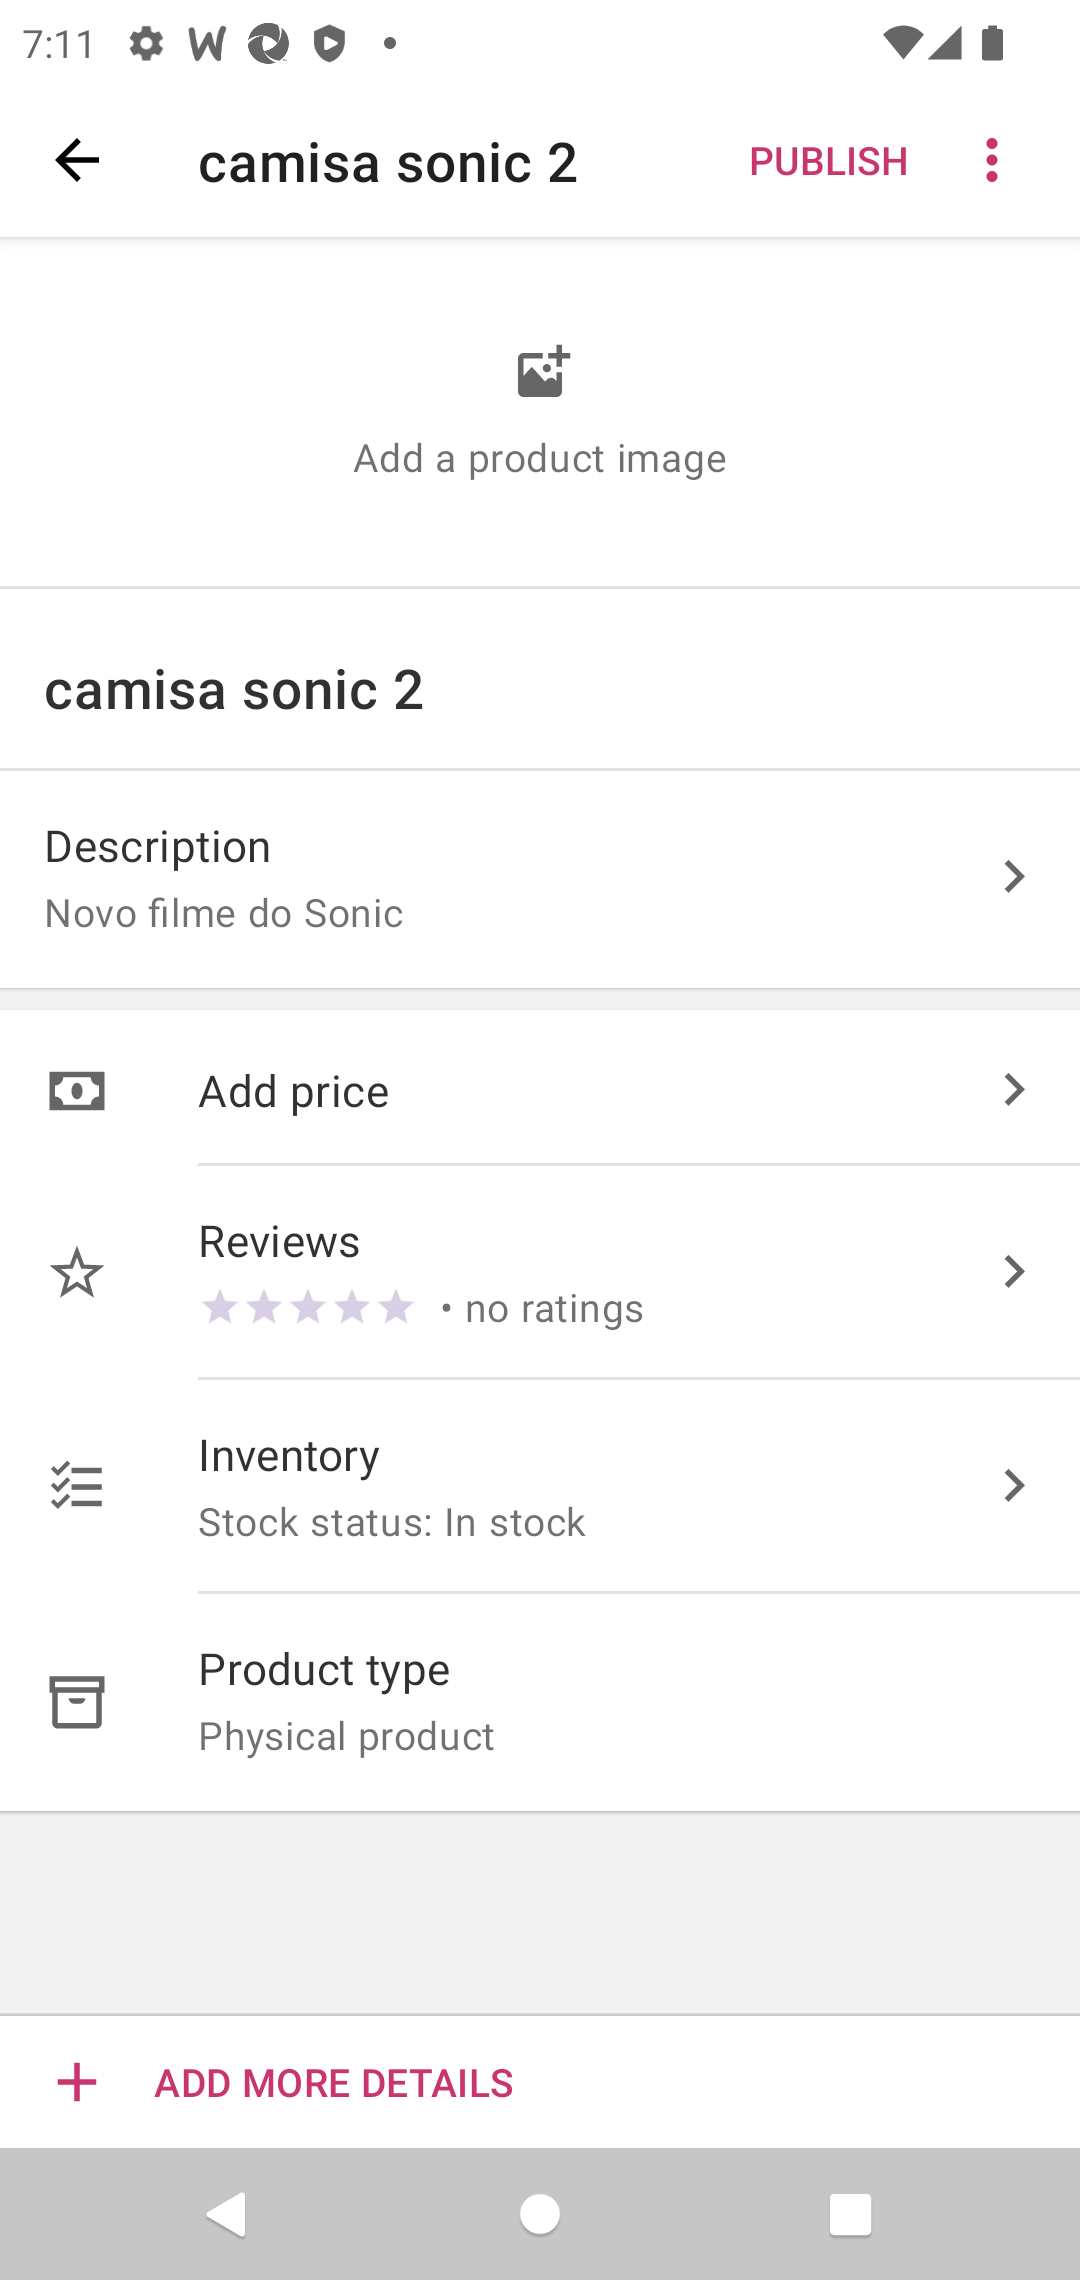 7:11
camisa sonic 2
PUBLISH
Add a product image
camisa sonic 2
Description
Novo filme do Sonic
Add price
Reviews
• no ratings
Inventory
Stock status: In stock
Product type
Physical product
ADD MORE DETAILS